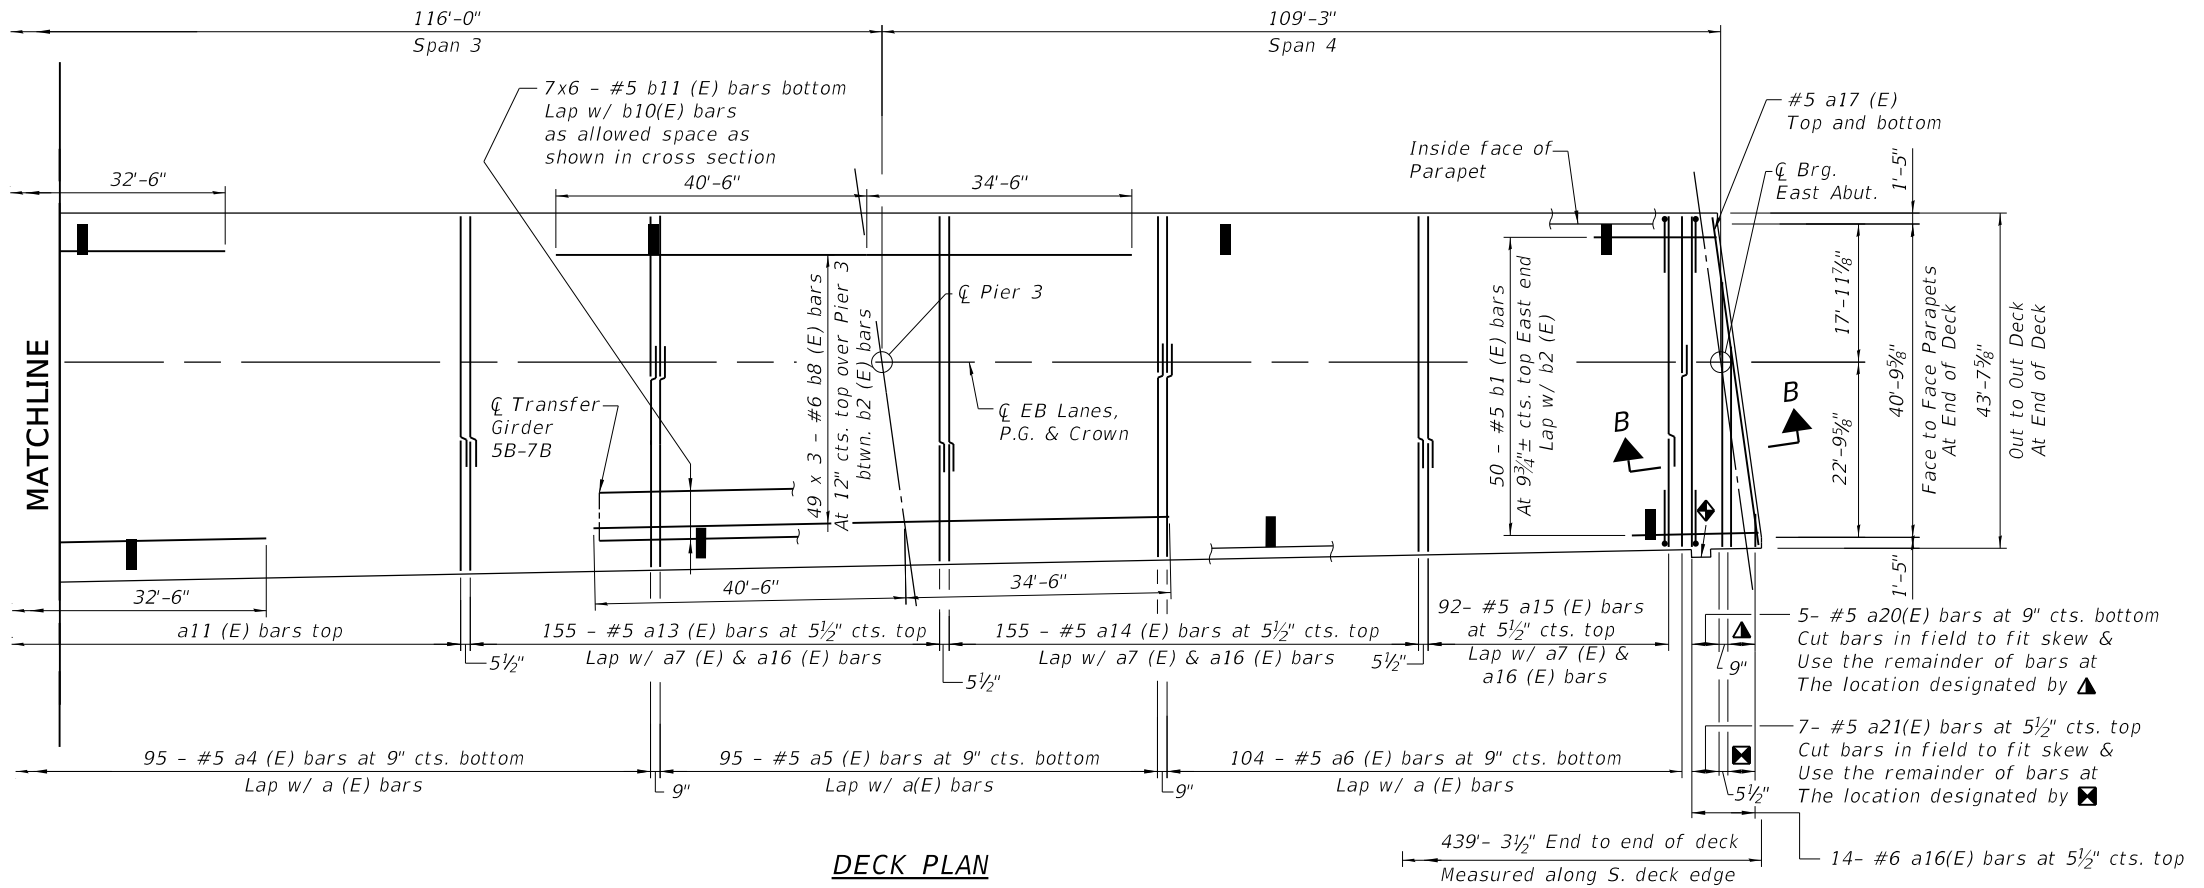 116'-0"
Span 3
109'-3"
Span 4
7x6 - #5 b11 (E) bars bottom
Lap w/ b10(E) bars
as allowed space as
shown in cross section
#5 a17 (E)
Top and bottom
Inside face of
Parapet
℄ Brg.
East Abut.
1'-5"
32'-6"
40'-6"
34'-6"
MATCHLINE
49 x 3 - #6 b8 (E) bars
At 12" cts. top over Pier 3
btwn. b2 (E) bars
℄ Pier 3
50 - #5 b1 (E) bars
At 9¾"± cts. top East end
Lap w/ b2 (E)
17'-11⅞"
22'-9⅝"
40'-9⅝"
Face to Face Parapets
At End of Deck
43'-7⅝"
Out to Out Deck
At End of Deck
℄ Transfer
Girder
5B-7B
℄ EB Lanes,
P.G. & Crown
B
B
1'-5"
32'-6"
40'-6"
34'-6"
a11 (E) bars top
155 - #5 a13 (E) bars at 5½" cts. top
Lap w/ a7 (E) & a16 (E) bars
155 - #5 a14 (E) bars at 5½" cts. top
Lap w/ a7 (E) & a16 (E) bars
92- #5 a15 (E) bars
at 5½" cts. top
Lap w/ a7 (E) &
a16 (E) bars
5½"
5½"
5½"
9"
5- #5 a20(E) bars at 9" cts. bottom
Cut bars in field to fit skew &
Use the remainder of bars at
The location designated by
7- #5 a21(E) bars at 5½" cts. top
Cut bars in field to fit skew &
Use the remainder of bars at
The location designated by
95 - #5 a4 (E) bars at 9" cts. bottom
Lap w/ a (E) bars
95 - #5 a5 (E) bars at 9" cts. bottom
Lap w/ a(E) bars
104 - #5 a6 (E) bars at 9" cts. bottom
Lap w/ a (E) bars
9"
9"
5½"
439'- 3½" End to end of deck
Measured along S. deck edge
14- #6 a16(E) bars at 5½" cts. top
DECK PLAN